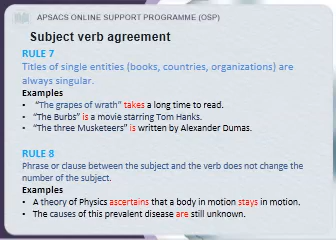 APSACS ONLINE SUPPORT PROGRAMME (OSP)
Subject verb agreement
RULE 7
Titles of single entities (books, countries, organizations) are
always singular.
Examples
• “The grapes of wrath” takes a long time to read.
• “The Burbs” is a movie starring Tom Hanks.
• “The three Musketeers” is written by Alexander Dumas.
RULE 8
Phrase or clause between the subject and the verb does not change the
number of the subject.
Examples
• A theory of Physics ascertains that a body in motion stays in motion.
• The causes of this prevalent disease are still unknown.